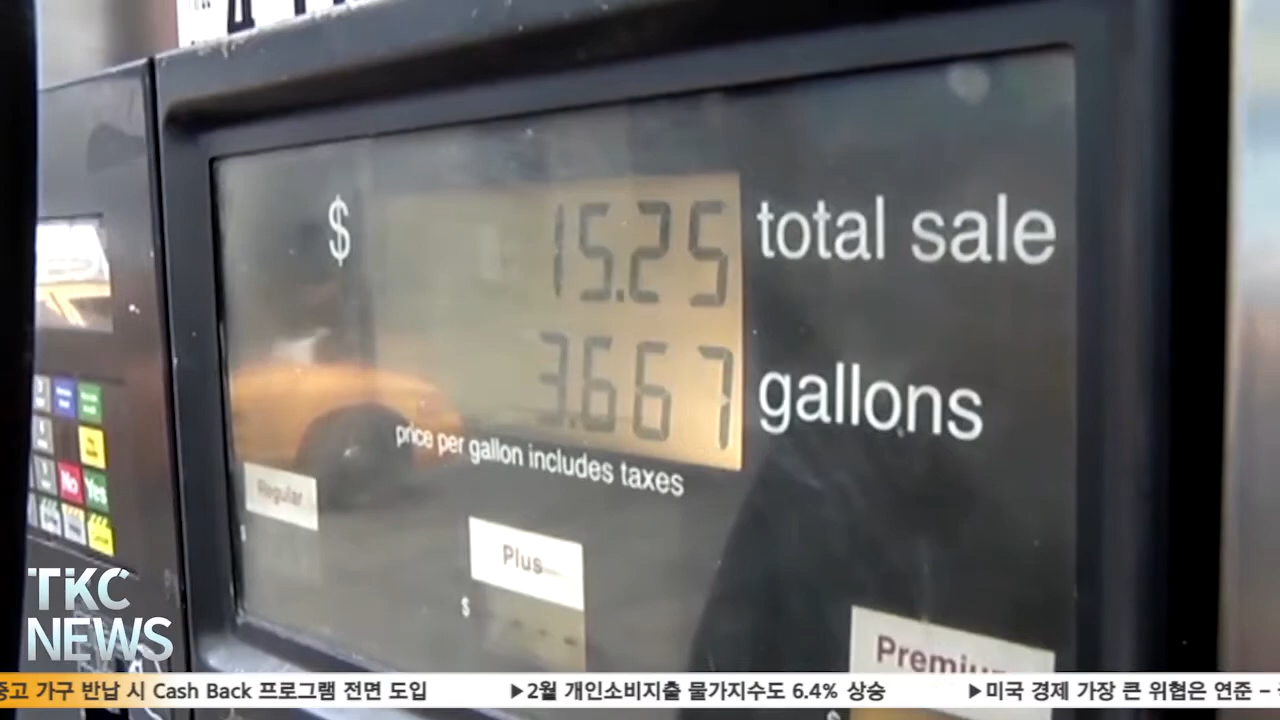 $ 15.25 total sale
3.667 gallons
price per gallon includes taxes
Regular
Plus
$
No
Yes
TKC
NEWS
중고 가구 반납 시 Cash Back 프로그램 전면 도입 ▶2월 개인소비지출 물가지수도 6.4% 상승 ▶미국 경제 가장 큰 위협은 연준 -